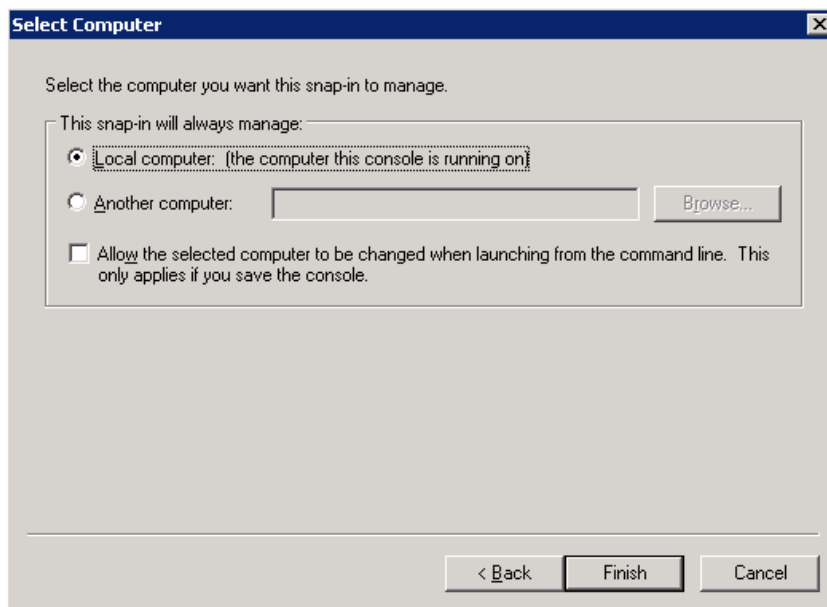 Select Computer
Select the computer you want this snap-in to manage.
This snap-in will always manage:
Local computer:  (the computer this console is running on)
Another computer:
Browse...
Allow the selected computer to be changed when launching from the command line.  This
only applies if you save the console.
< Back
Finish
Cancel